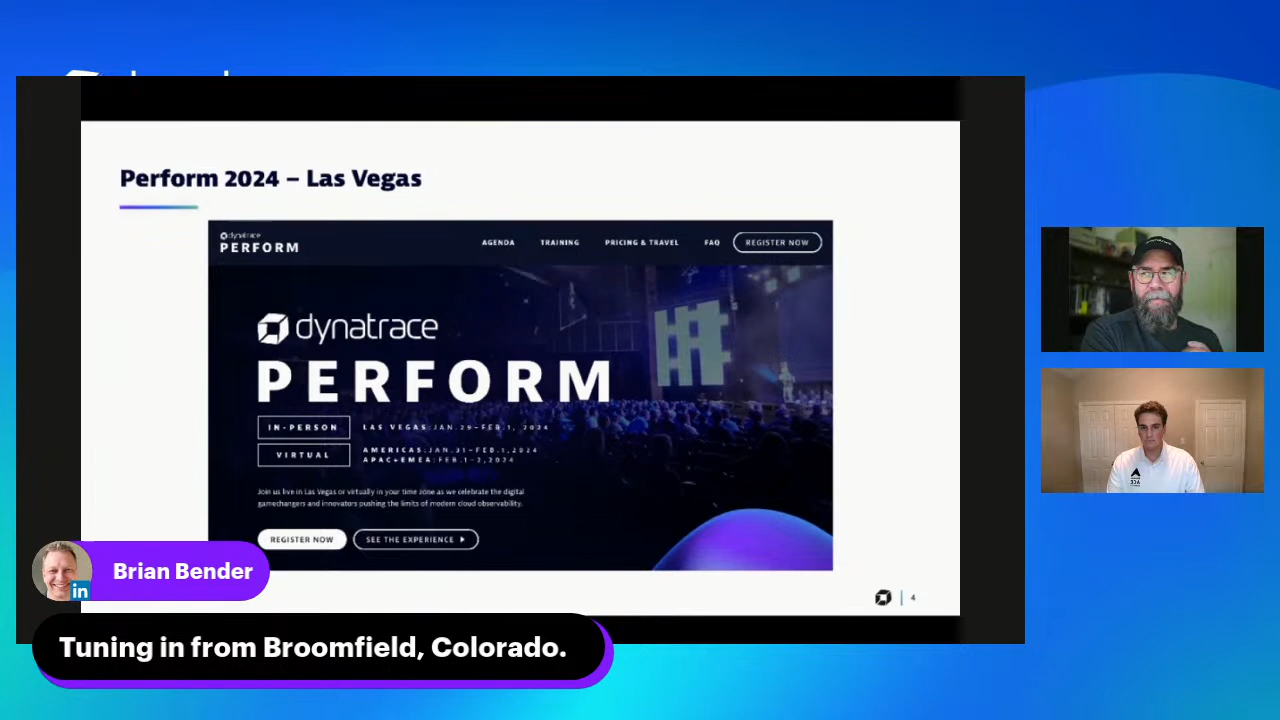 Perform 2024 – Las Vegas
dynatrace
PERFORM
AGENDA TRAINING PRICING & TRAVEL FAQ REGISTER NOW
dynatrace
PERFORM
IN-PERSON LAS VEGAS: JAN. 29–FEB. 1, 2024
VIRTUAL AMERICAS: JAN. 31–FEB. 1, 2024
APAC+EMEA: FEB. 1–2, 2024
Join us live in Las Vegas or virtually in your time zone as we celebrate the digital
gamechangers and innovators pushing the limits of modern cloud observability.
REGISTER NOW SEE THE EXPERIENCE
4
in
Brian Bender
Tuning in from Broomfield, Colorado.